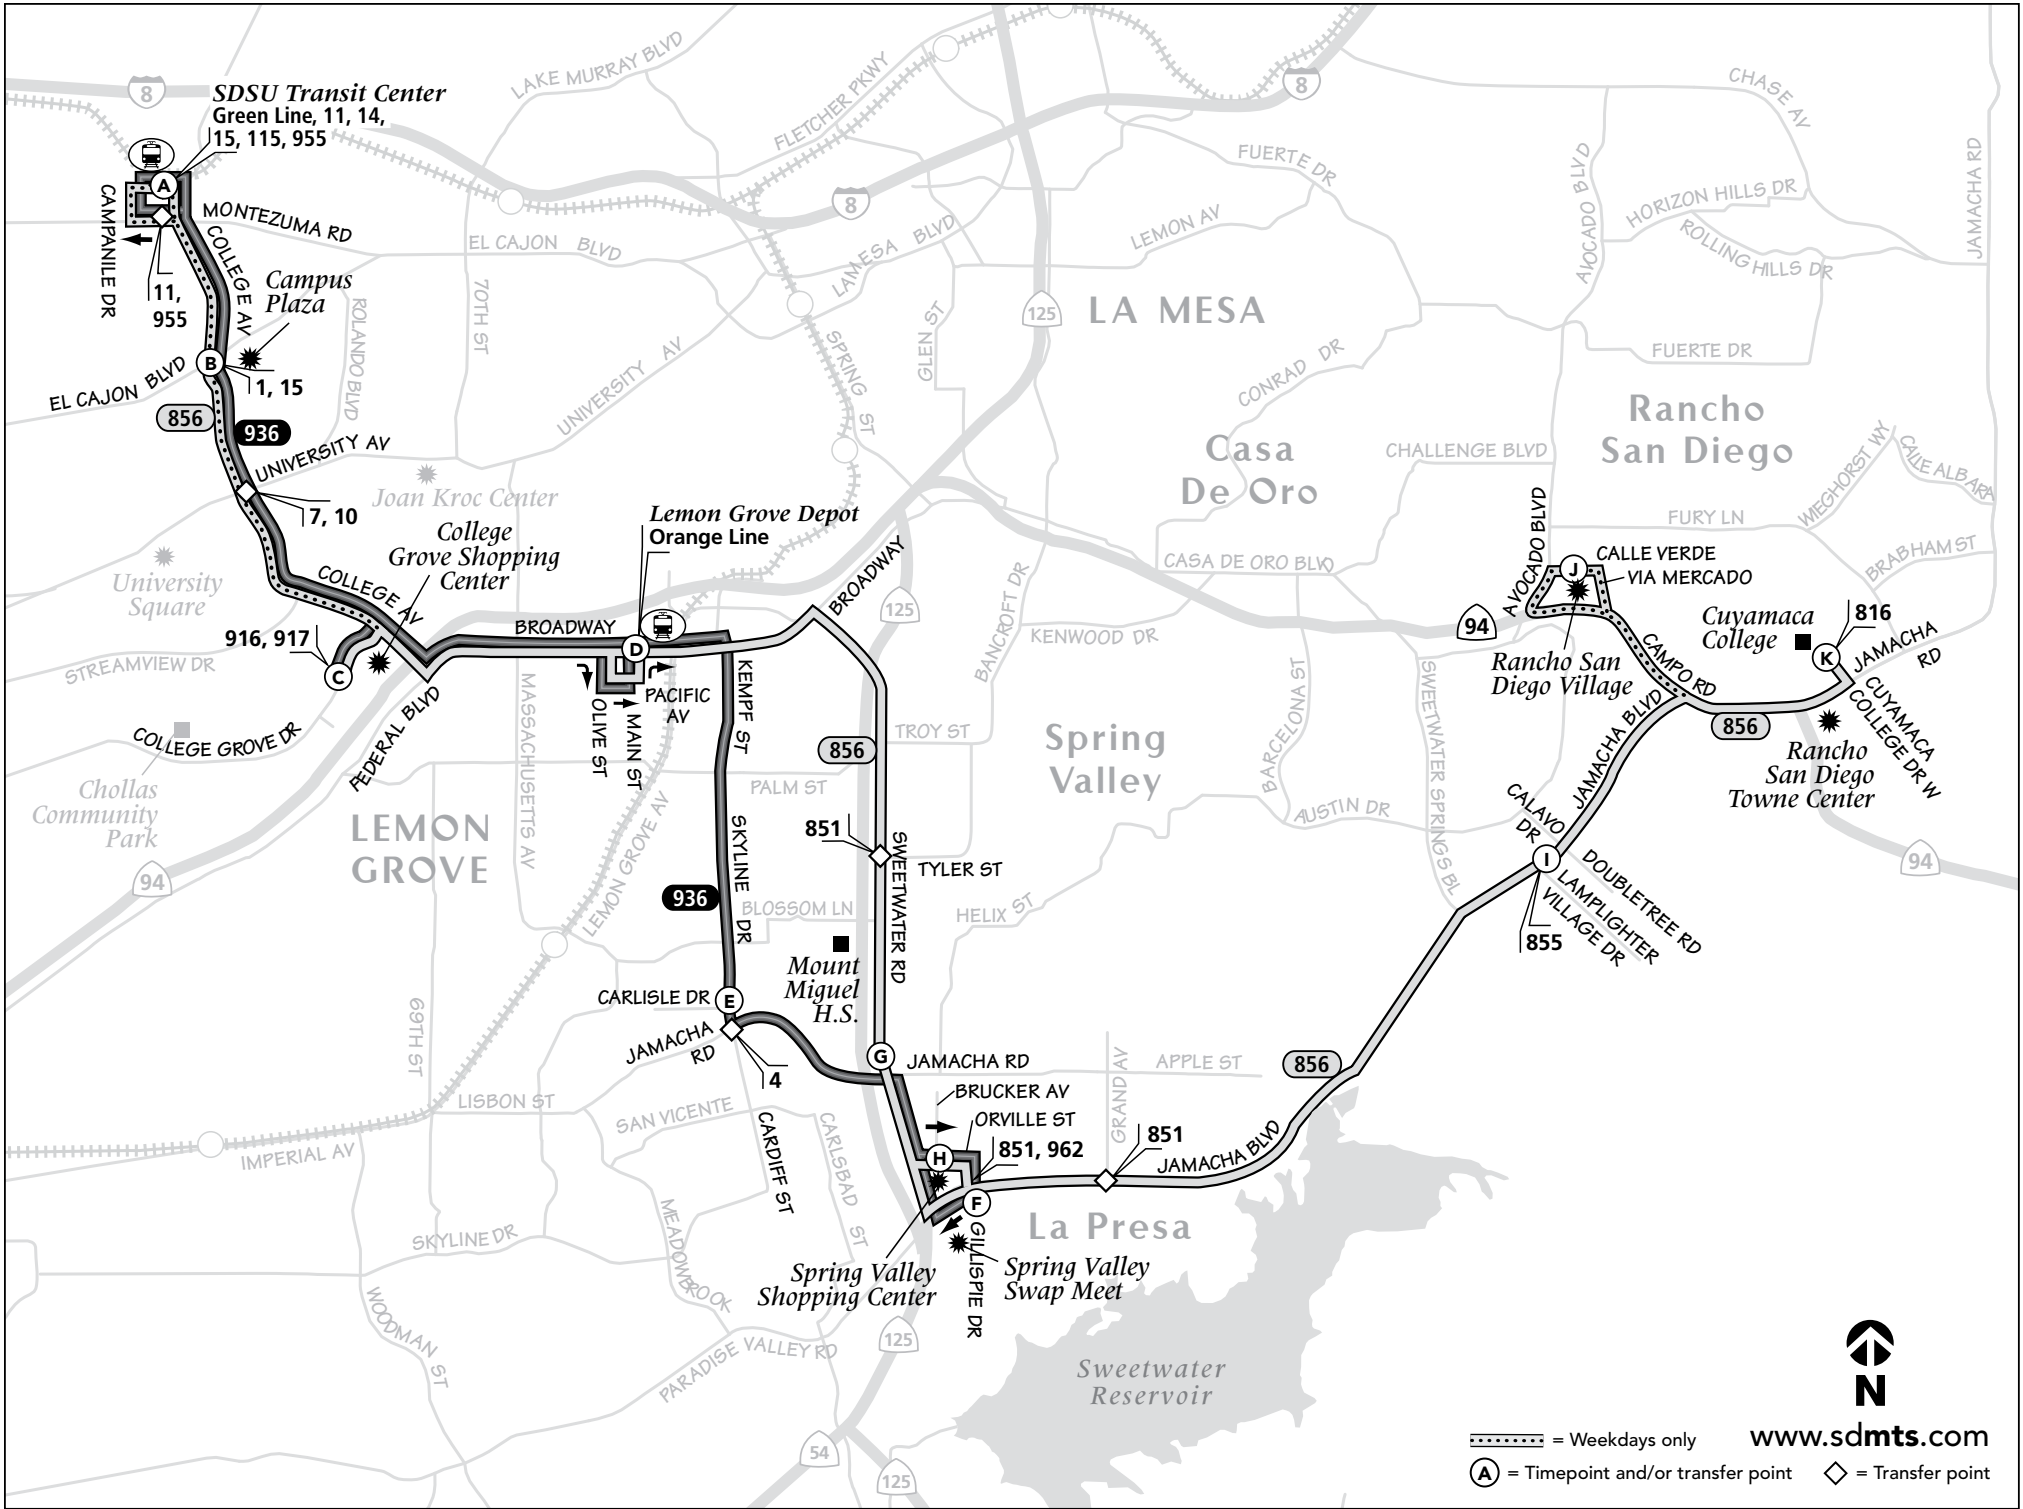 LAKE MURRAY BLVD
FLETCHER PKWY
8
8
CHASE AV
SDSU Transit Center
Green Line, 11, 14,
15, 115, 955
A
MONTEZUMA RD
CAMPANILE DR
COLLEGE AV
11,
955
Campus
Plaza
EL CAJON BLVD
8
LA MESA BLVD
FUERTE DR
LEMON AV
AVOCADO BLVD
HORIZON HILLS DR
ROLLING HILLS DR
JAMACHA RD
70TH ST
ROLANDO BLVD
SPRING ST
GLEN ST
125
LA MESA
FUERTE DR
CONRAD DR
EL CAJON BLVD
B
1, 15
856
936
UNIVERSITY AV
UNIVERSITY AV
7, 10
Joan Kroc Center
University
Square
College
Grove Shopping
Center
COLLEGE AV
Lemon Grove Depot
Orange Line
Casa
De Oro
Rancho
San Diego
CHALLENGE BLVD
WIEGHORST WY
CALLE ALBARA
FURY LN
BRABHAM ST
CASA DE ORO BLVD
AVOCADO BLVD
J
CALLE VERDE
VIA MERCADO
94
Cuyamaca
College
816
K
JAMACHA
RD
CUYAMACA
COLLEGE DR W
Rancho San
Diego Village
CAMPO RD
JAMACHA BLVD
856
Rancho
San Diego
Towne Center
94
916, 917
C
STREAMVIEW DR
COLLEGE GROVE DR
Chollas
Community
Park
94
FEDERAL BLVD
BROADWAY
D
BROADWAY
125
BANCROFT DR
KENWOOD DR
OLIVE ST
MAIN ST
PACIFIC
AV
KEMPF ST
MASSACHUSETTS AV
LEMON
GROVE
LEMON GROVE AV
TROY ST
856
PALM ST
Spring
Valley
BARCELONA ST
SWEETWATER SPRINGS BL
AUSTIN DR
CALAVO
DR
I
DOUBLETREE RD
LAMPLIGHTER
VILLAGE DR
855
851
TYLER ST
SWEETWATER RD
SKYLINE DR
936
BLOSSOM LN
HELIX ST
Mount
Miguel
H.S.
CARLISLE DR
E
JAMACHA
RD
4
69TH ST
G
JAMACHA RD
APPLE ST
GRAND AV
856
BRUCKER AV
ORVILLE ST
851, 962
H
F
851
JAMACHA BLVD
LISBON ST
SAN VICENTE
CARDIFF ST
CARLSBAD ST
IMPERIAL AV
SKYLINE DR
MEADOWBROOK
WOODMAN ST
PARADISE VALLEY RD
La Presa
Spring Valley
Shopping Center
GILLISPIE DR
Spring Valley
Swap Meet
125
Sweetwater
Reservoir
54
125
N
www.sdmts.com
= Weekdays only
A = Timepoint and/or transfer point
= Transfer point